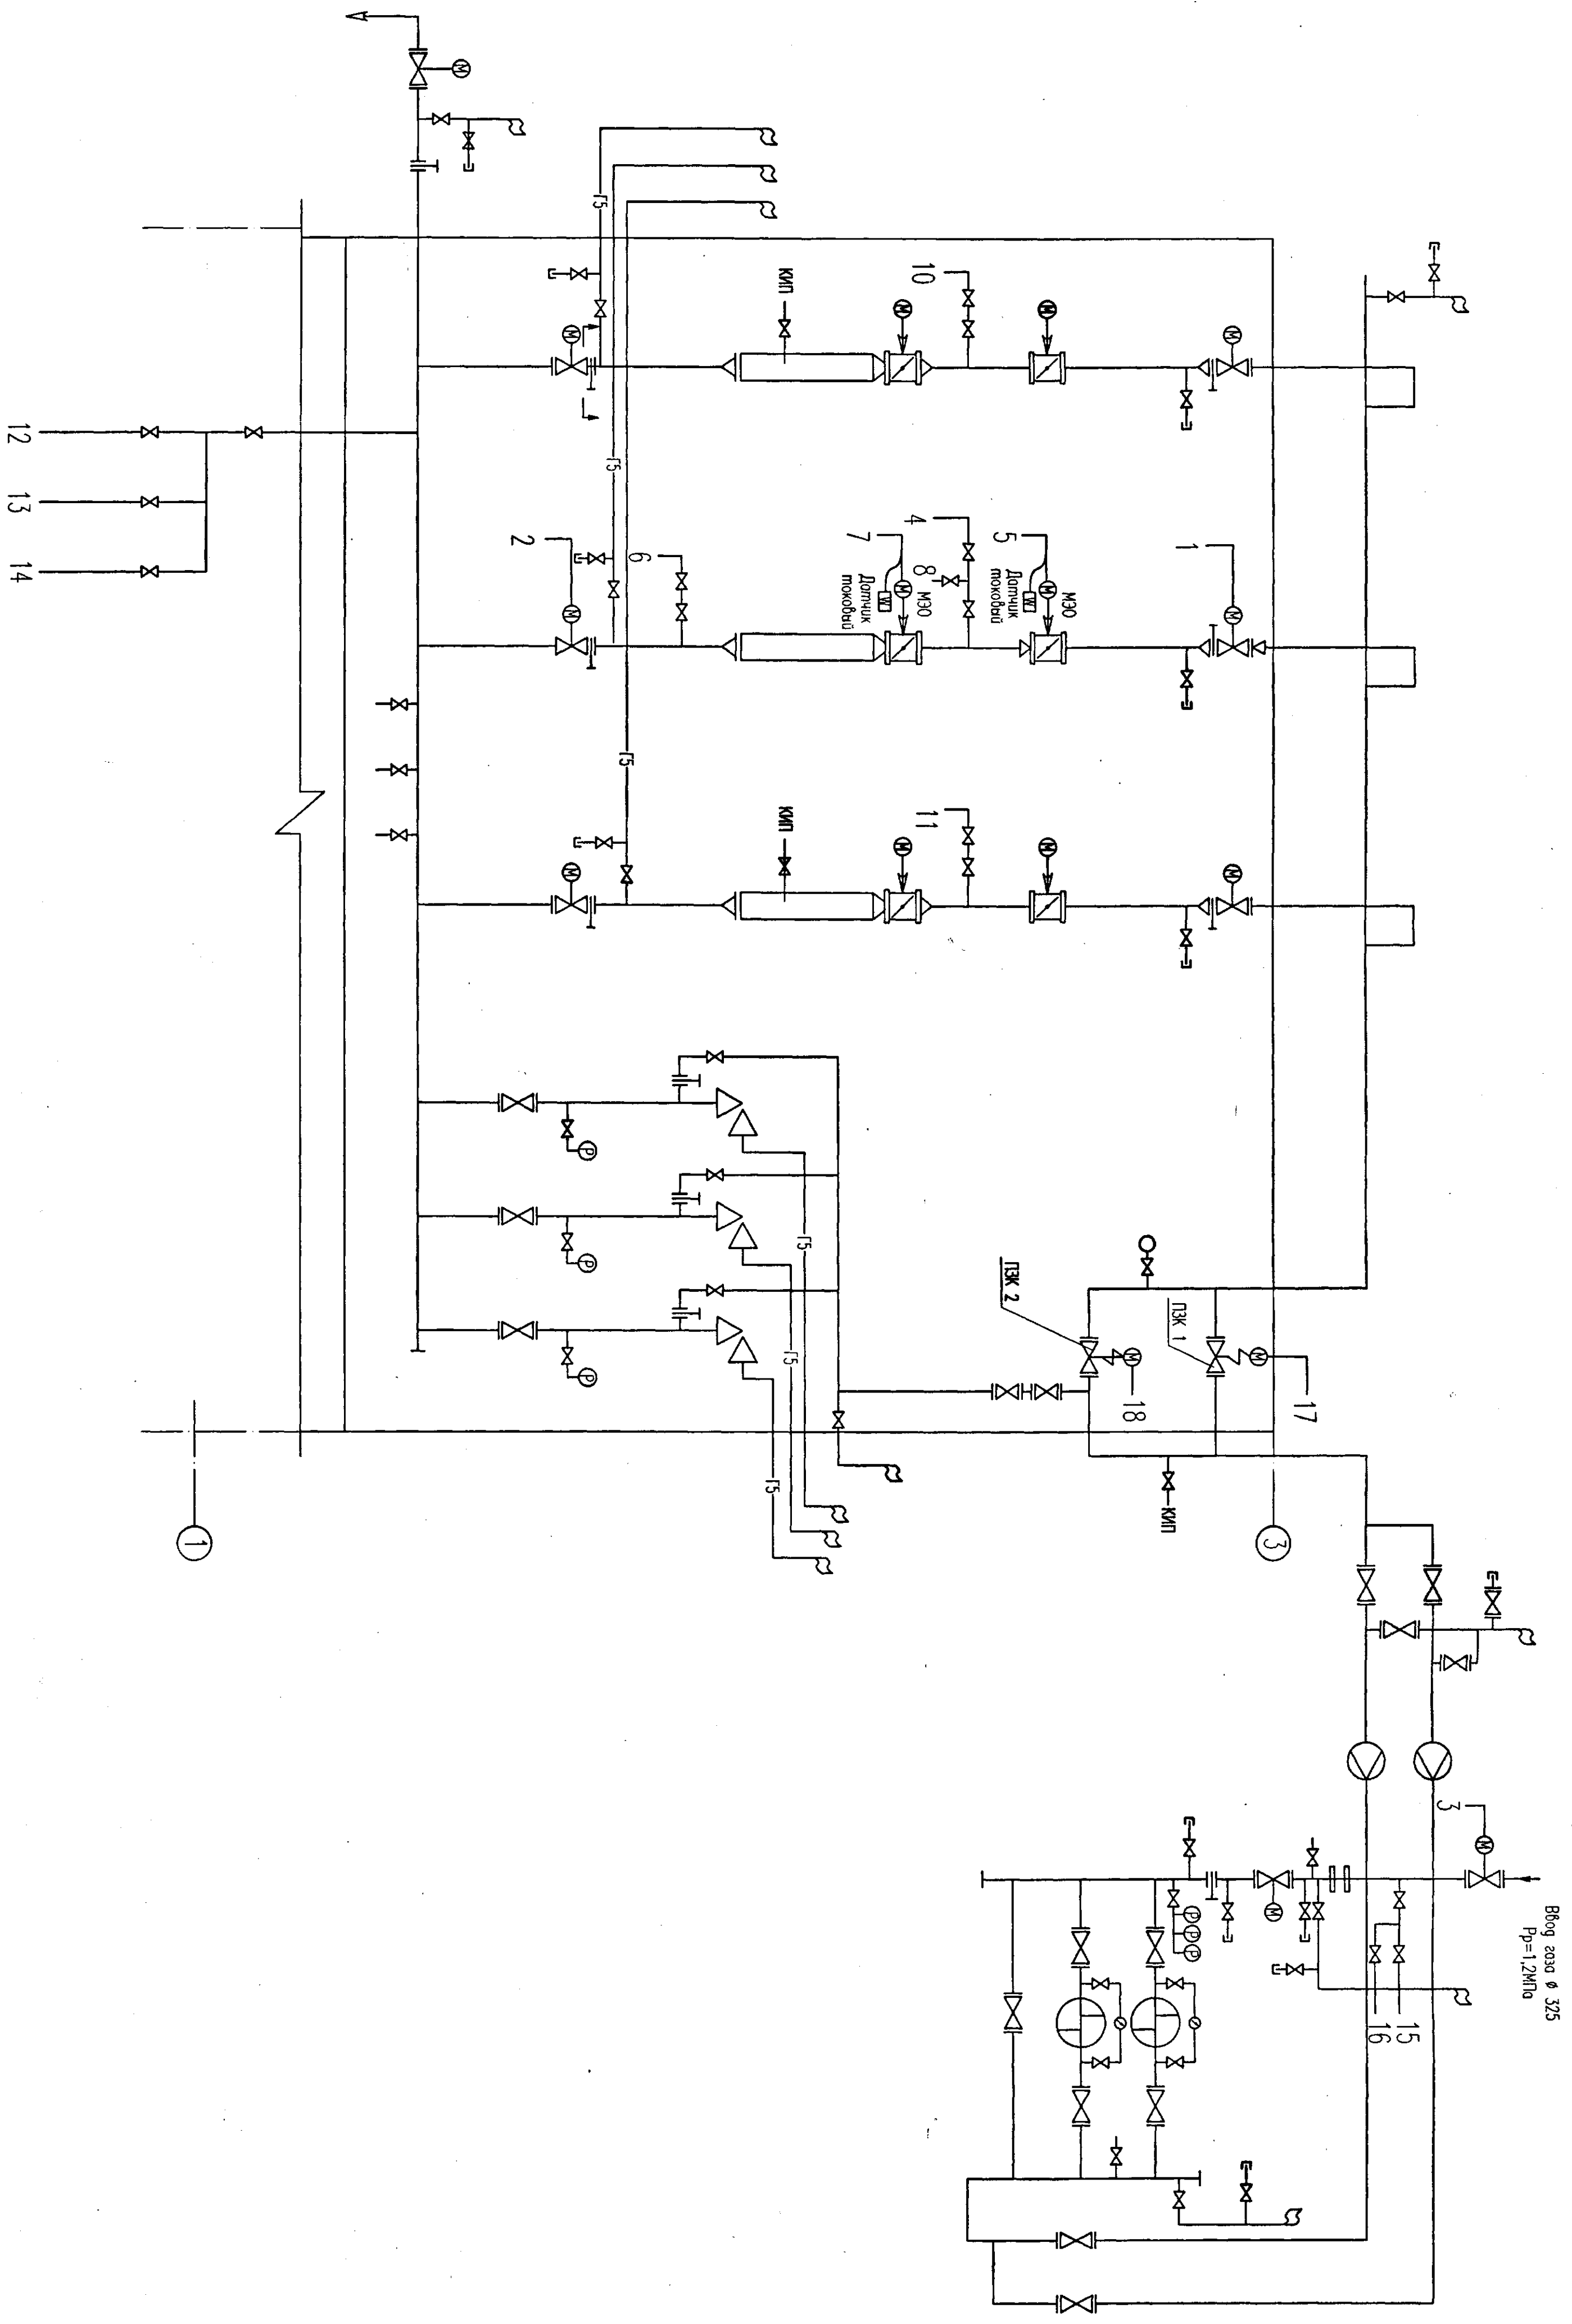 Ввод газа ø 325
Рр=1,2МПа
3
М
15
16
М
Р
Р
Р
17
М
ПЗК 1
18
М
ПЗК 2
КИП
3
1
М
М
М
1
М
М
М
5
МЭО
М
W
Датчик
токовый
10
4
8
11
М
М
7
МЭО
М
W
Датчик
токовый
КИП
КИП
6
Г5
Г5
Г5
Г5
Г5
Г5
М
2
М
М
Р
Р
Р
М
12
13
14